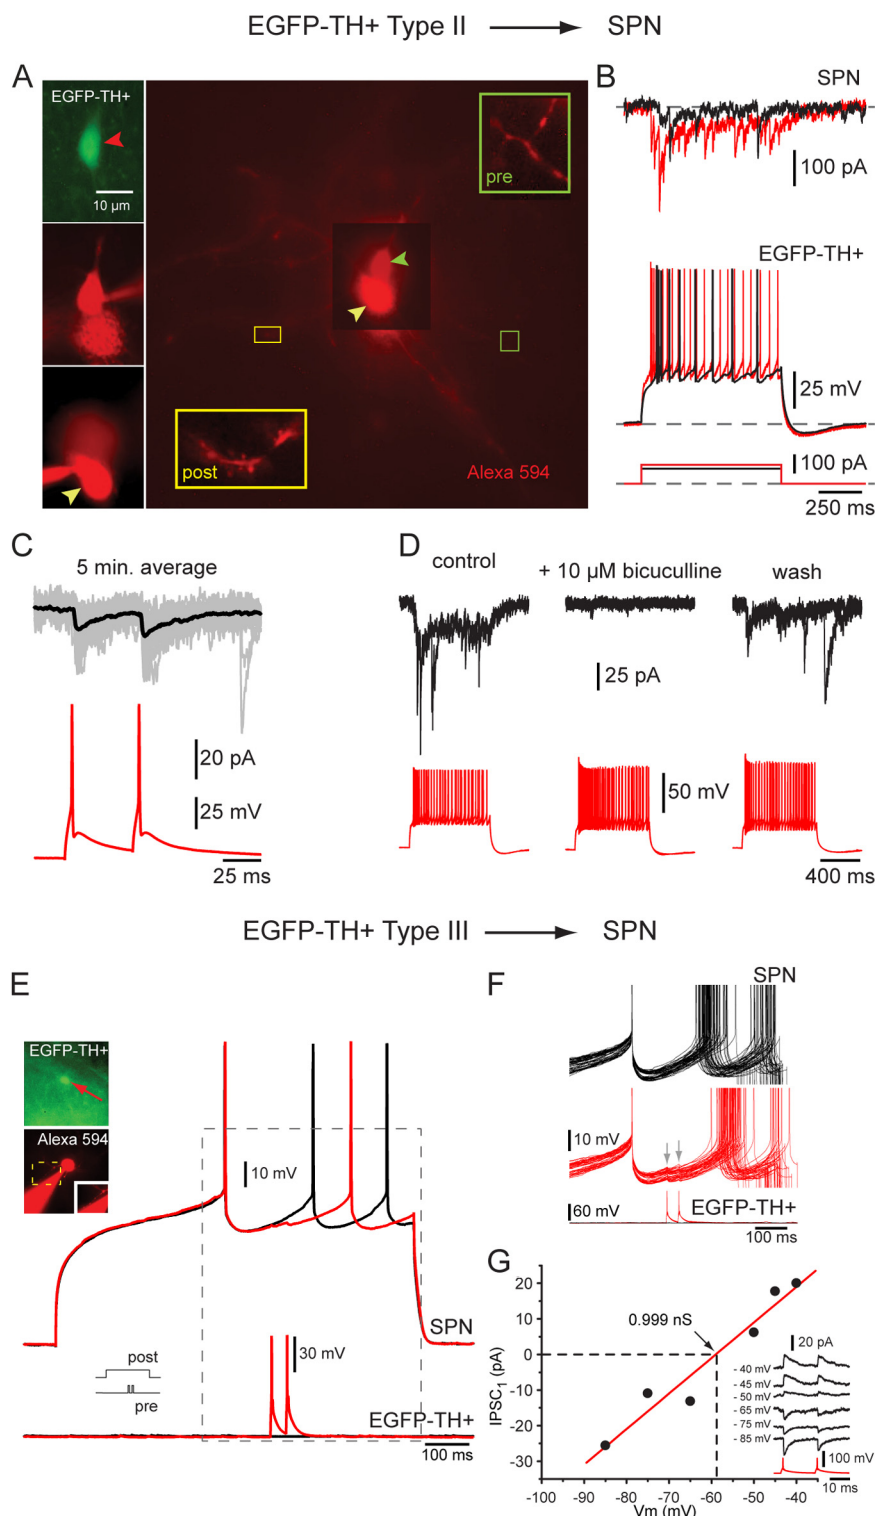 EGFP-TH+ Type II → SPN
A
EGFP-TH+
10 µm
pre
post
Alexa 594
B
SPN
100 pA
EGFP-TH+
25 mV
100 pA
250 ms
C
5 min. average
20 pA
25 mV
25 ms
D
control
+ 10 µM bicuculline
wash
25 pA
50 mV
400 ms
EGFP-TH+ Type III → SPN
E
EGFP-TH+
Alexa 594
10 mV
SPN
post
pre
30 mV
EGFP-TH+
100 ms
F
SPN
10 mV
60 mV
EGFP-TH+
100 ms
G
0.999 nS
IPSC1 (pA)
20
10
0
-10
-20
-30
-100
-90
-80
-70
-60
-50
-40
Vm (mV)
20 pA
- 40 mV
- 45 mV
- 50 mV
- 65 mV
- 75 mV
- 85 mV
100 mV
10 ms